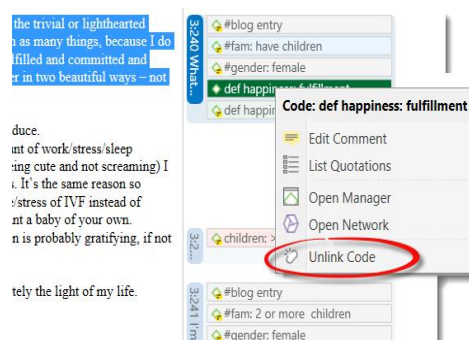 the trivial or lighthearted
as many things, because I do
lfilled and committed and
er in two beautiful ways – not
duce.
nt of work/stress/sleep
ing cute and not screaming) I
s. It's the same reason so
/stress of IVF instead of
nt a baby of your own.
n is probably gratifying, if not
tely the light of my life.
3:240 What...
#blog entry
#fam: have children
#gender: female
def happiness: fulfillment
def happin
Code: def happiness: fulfillment
Edit Comment
List Quotations
Open Manager
Open Network
Unlink Code
3:2...
children: >
3:241 I'm
#blog entry
#fam: 2 or more children
#gender: female